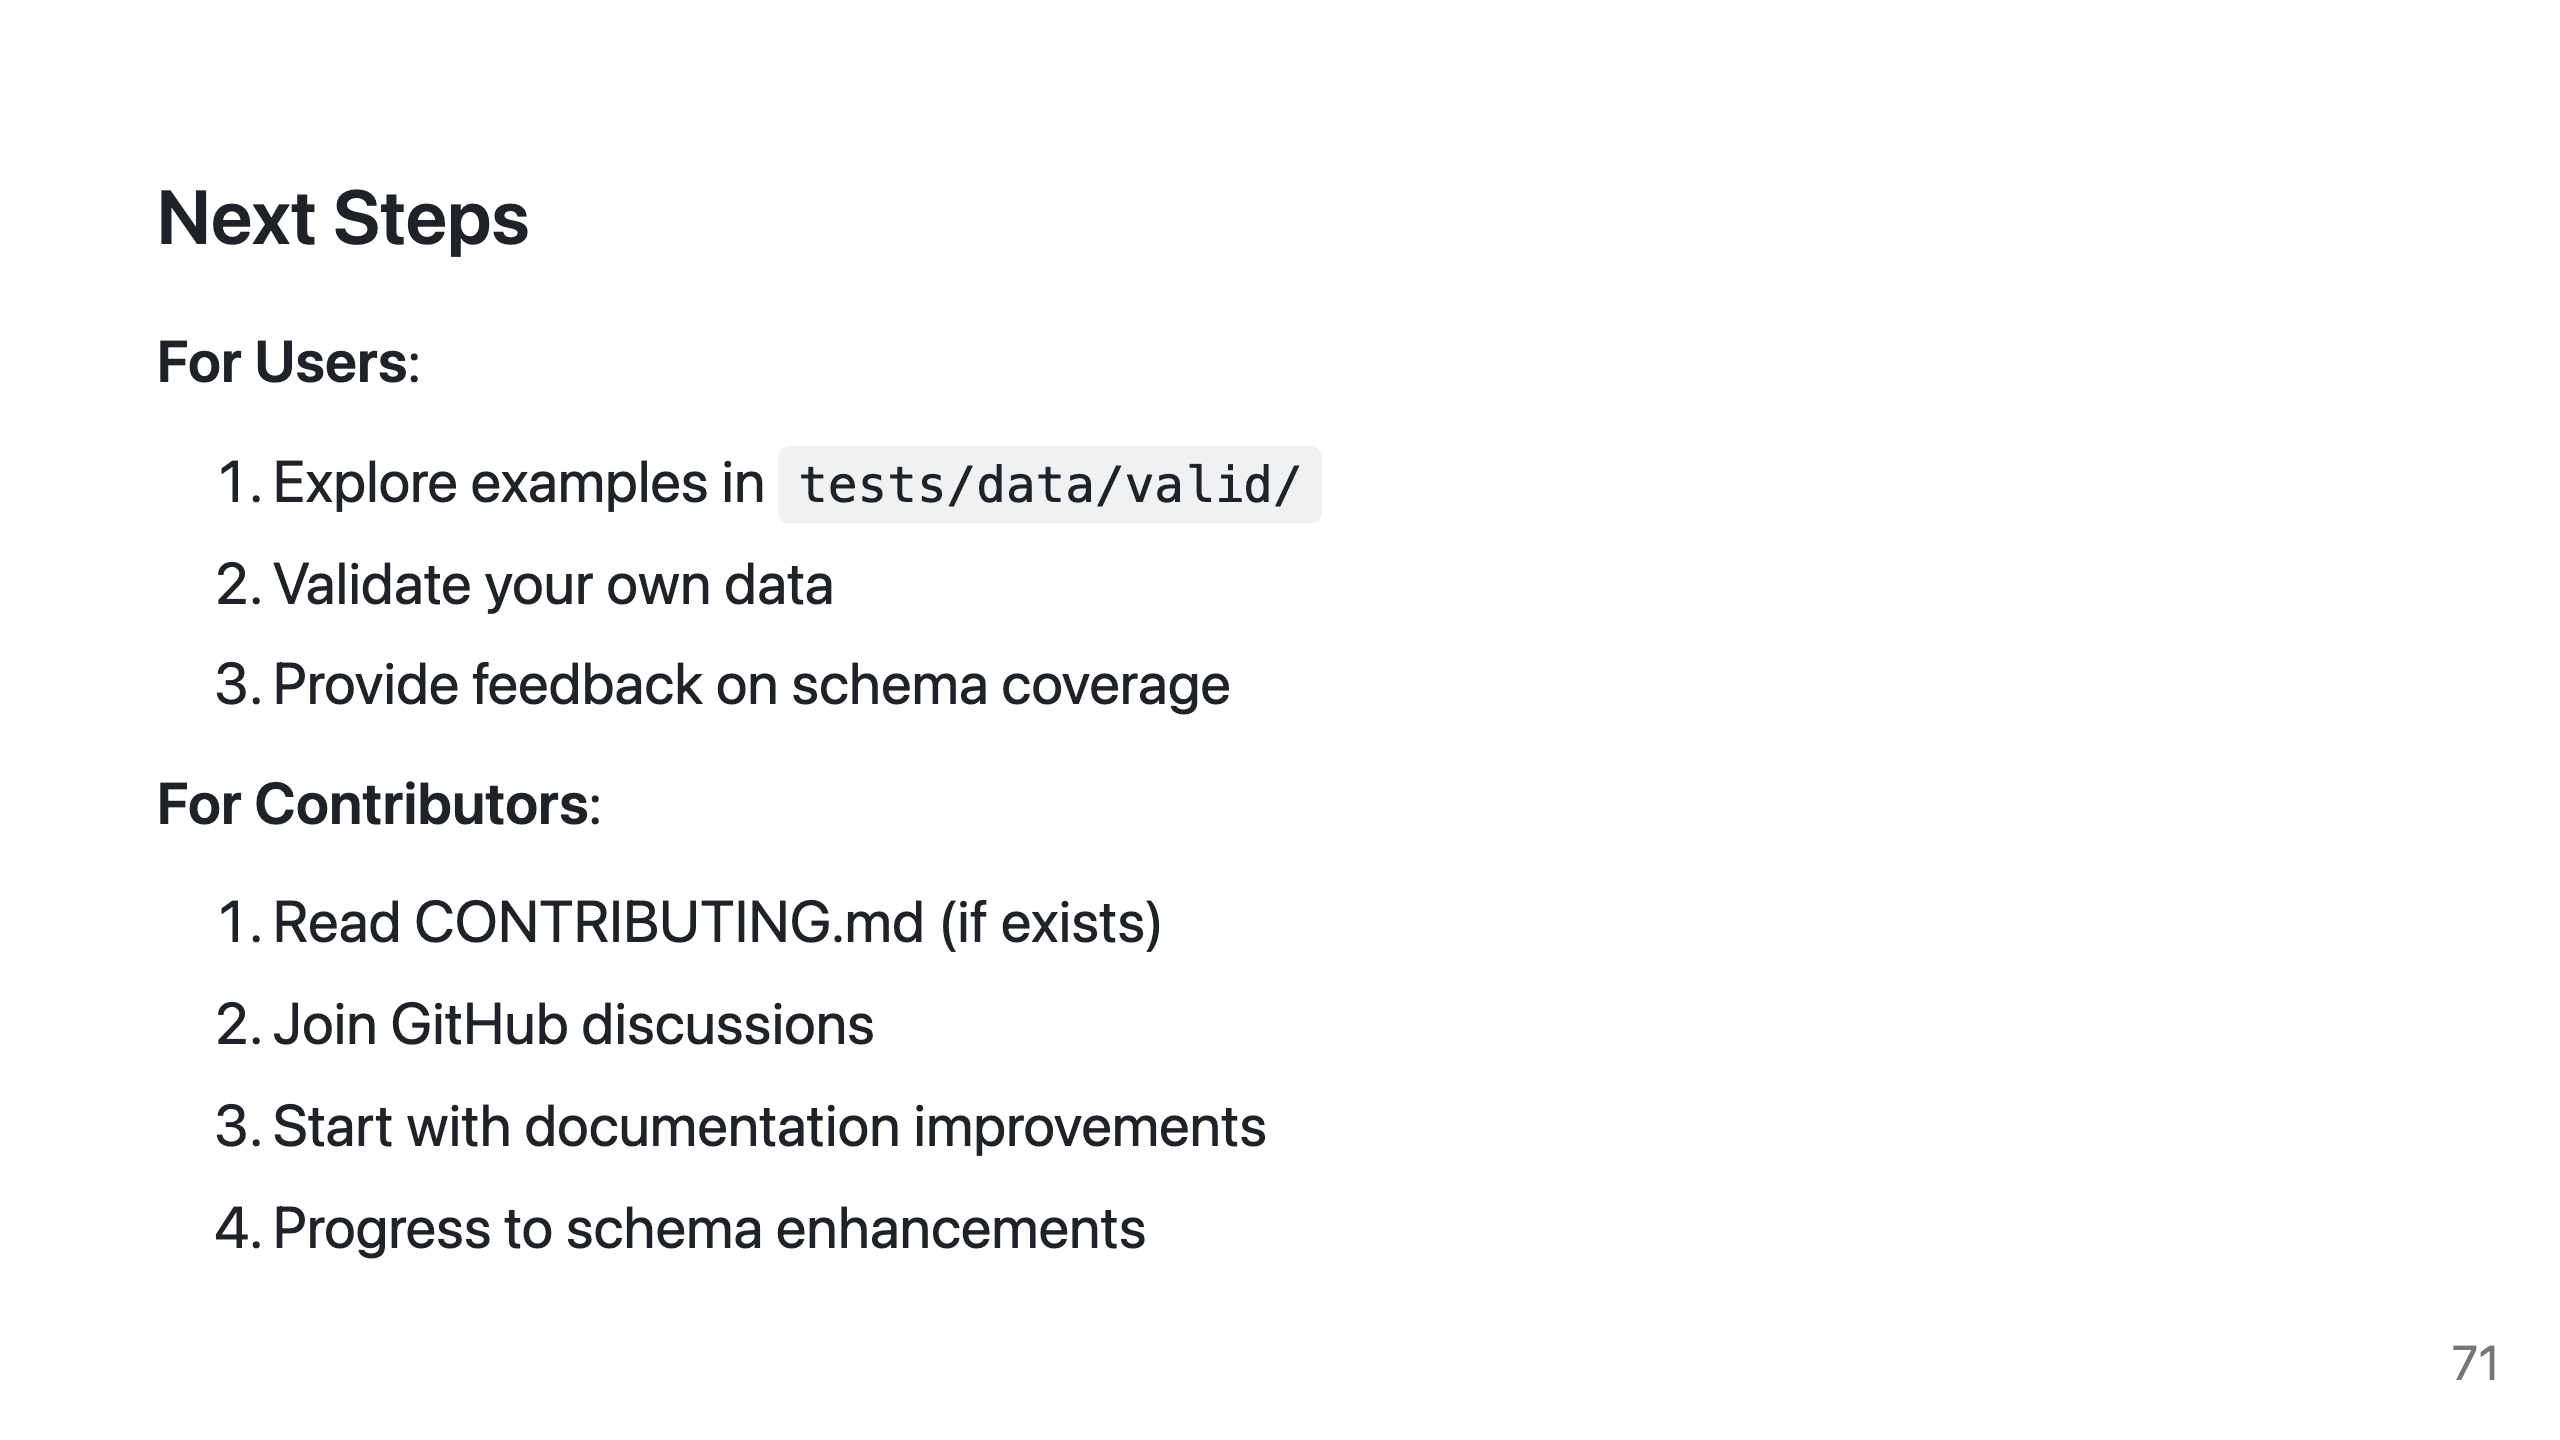 Next Steps
For Users:
1. Explore examples in tests/data/valid/
2. Validate your own data
3. Provide feedback on schema coverage
For Contributors:
1. Read CONTRIBUTING.md (if exists)
2. Join GitHub discussions
3. Start with documentation improvements
4. Progress to schema enhancements
71